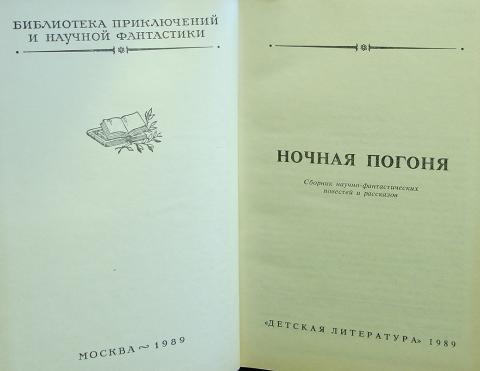 БИБЛИОТЕКА ПРИКЛЮЧЕНИЙ
И НАУЧНОЙ ФАНТАСТИКИ
МОСКВА ~ 1989
НОЧНАЯ ПОГОНЯ
Сборник научно-фантастических
повестей и рассказов
«ДЕТСКАЯ ЛИТЕРАТУРА» 1989